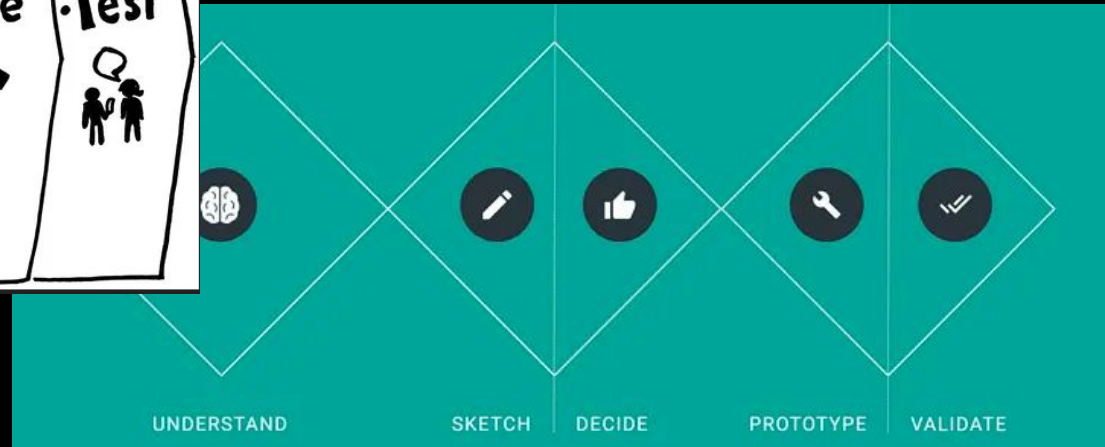 e Test
UNDERSTAND
SKETCH
DECIDE
PROTOTYPE
VALIDATE